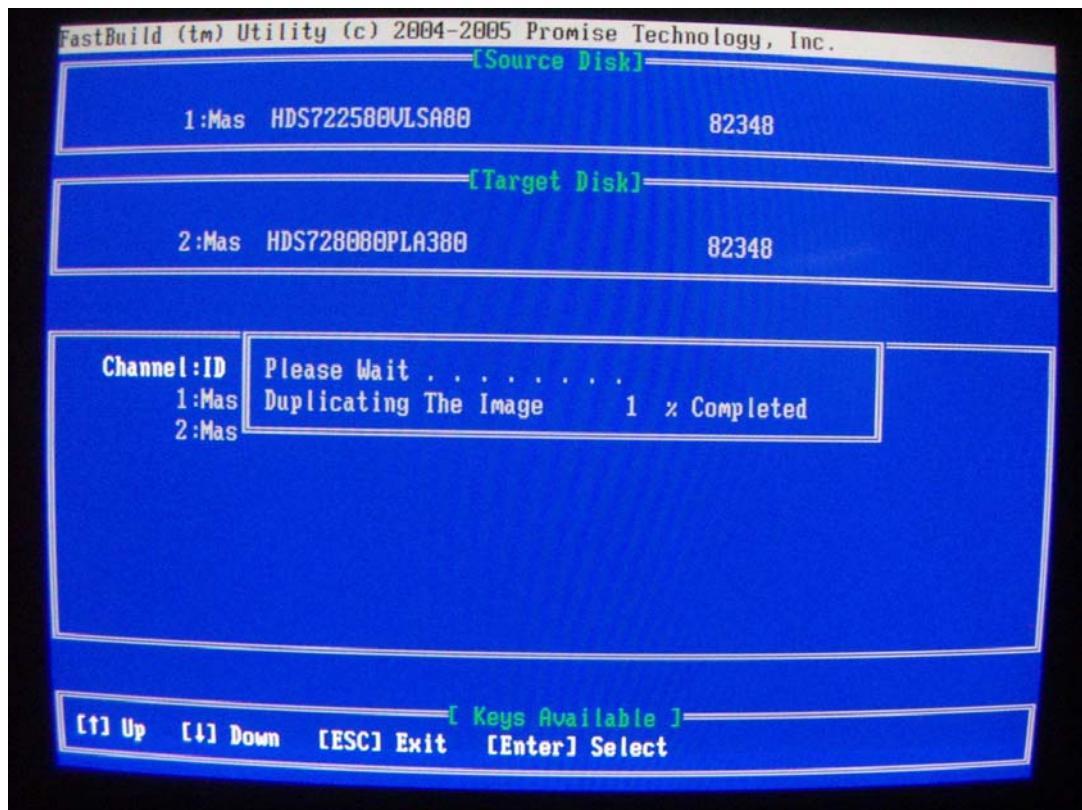 FastBuild (tm) Utility (c) 2004-2005 Promise Technology, Inc.
[Source Disk]
1:Mas HDS722580VLSA80 82348
[Target Disk]
2:Mas HDS728080PLA380 82348
Channel:ID
Please Wait . . . . . . . .
1:Mas Duplicating The Image 1 % Completed
2:Mas
[ Keys Available ]
[↑] Up [↓] Down [ESC] Exit [Enter] Select